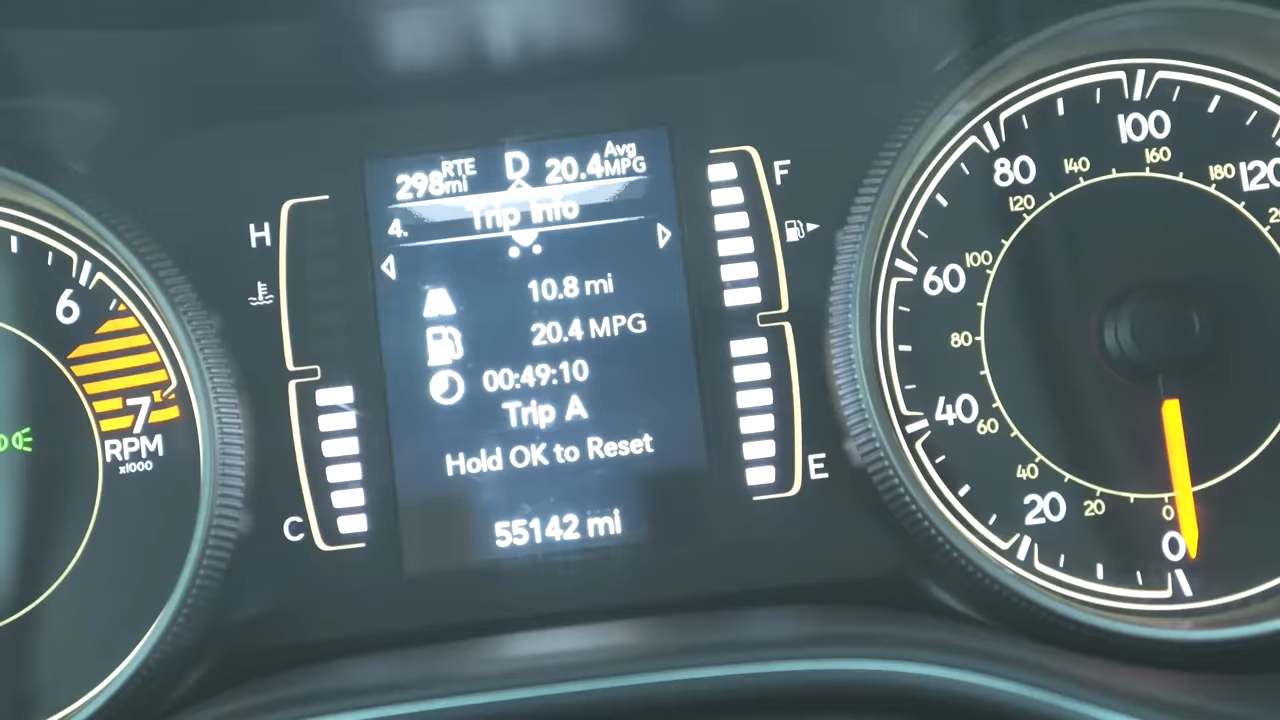 298mi RTE D 20.4 Avg MPG
4. Trip Info
10.8 mi
20.4 MPG
00:49:10
Trip A
Hold OK to Reset
55142 mi
H
C
F
E
6
7
RPM
x1000
0
20
40
60
80
100
120
0
20
40
60
80
100
120
140
160
180